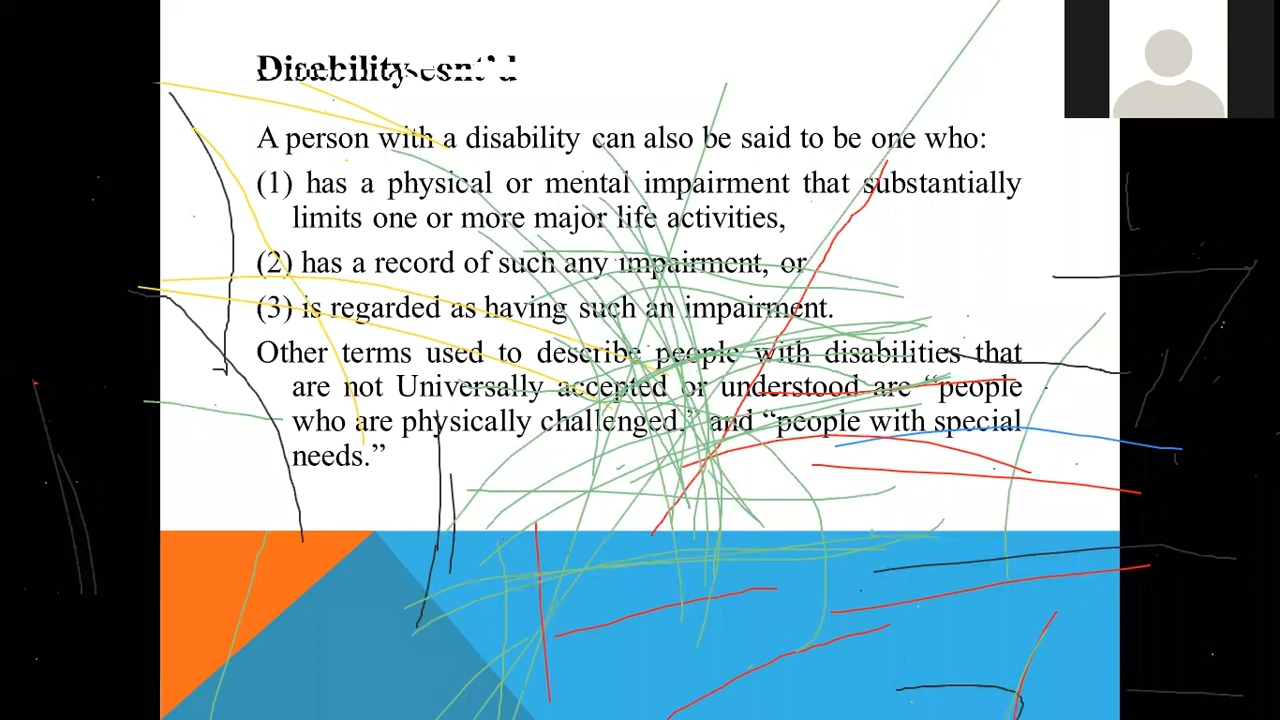 Disability cont'd
A person with a disability can also be said to be one who:
(1) has a physical or mental impairment that substantially
limits one or more major life activities,
(2) has a record of such any impairment, or
(3) is regarded as having such an impairment.
Other terms used to describe people with disabilities that
are not Universally accepted or understood are “people
who are physically challenged,” and “people with special
needs.”